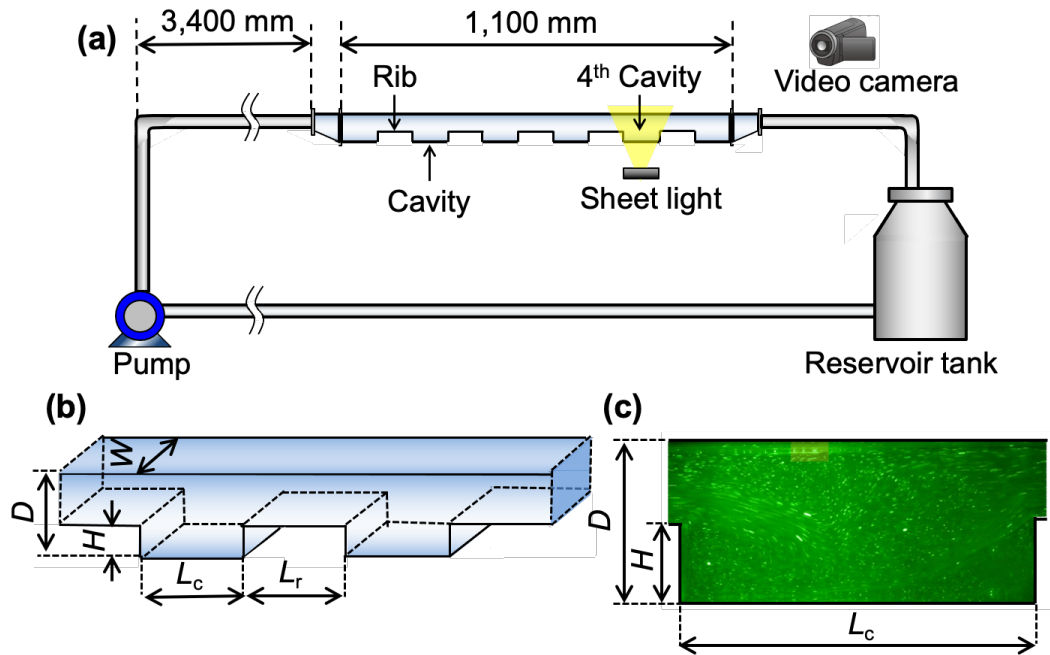 (a)
3,400 mm
1,100 mm
Rib
4th Cavity
Video camera
Cavity
Sheet light
Pump
Reservoir tank
(b)
W
D
H
Lc
Lr
(c)
D
H
Lc